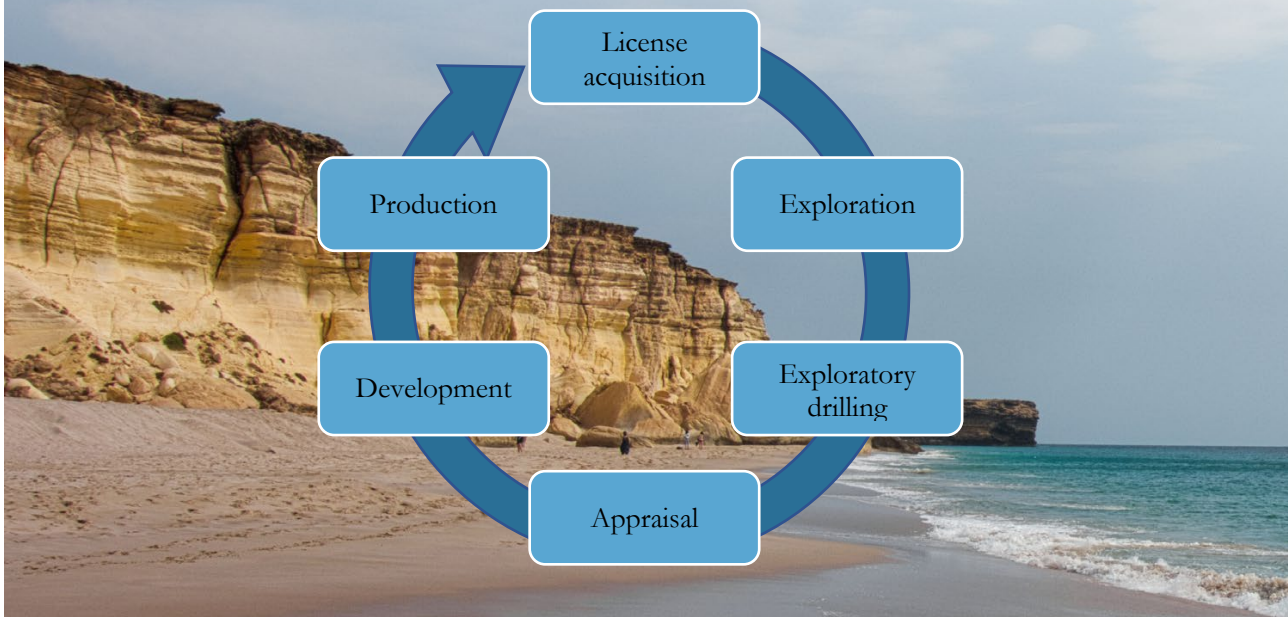 License
acquisition
Exploration
Exploratory
drilling
Appraisal
Development
Production